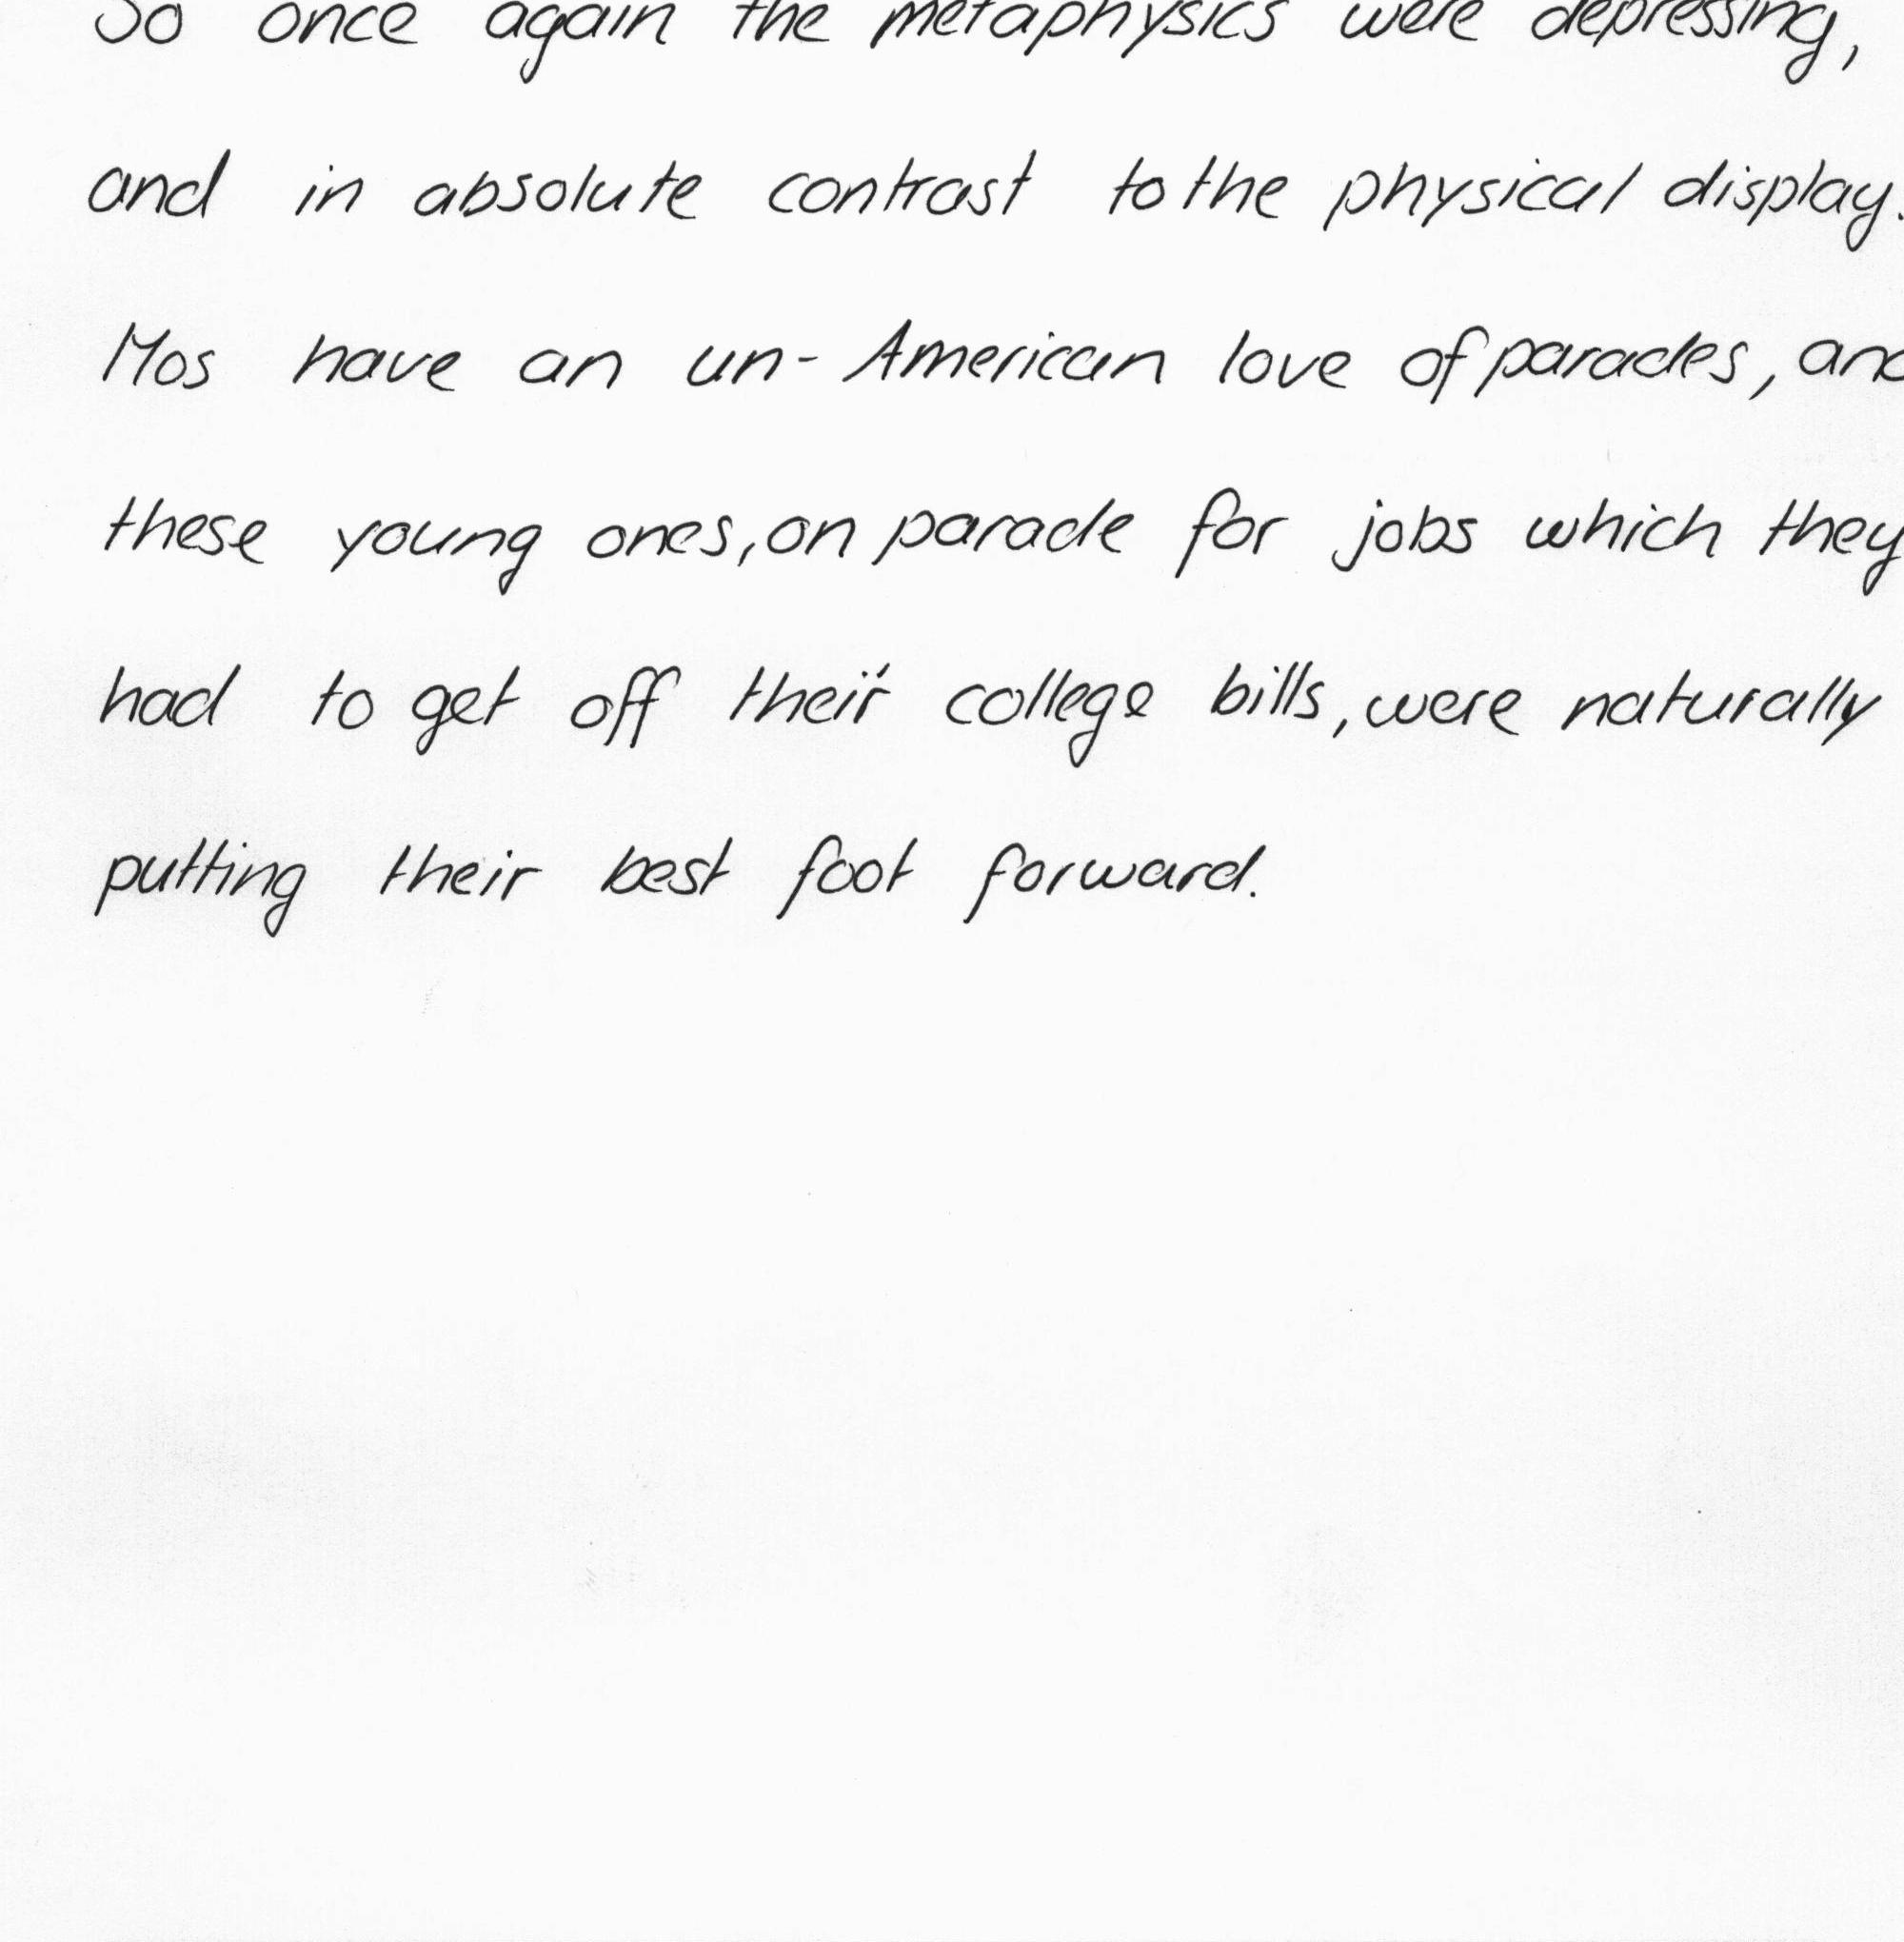 So once again the metaphysics were depressing,
and in absolute contrast to the physical display.
Mos have an un-American love of parades, and
these young ones, on parade for jobs which they
had to get off their college bills, were naturally
putting their best foot forward.